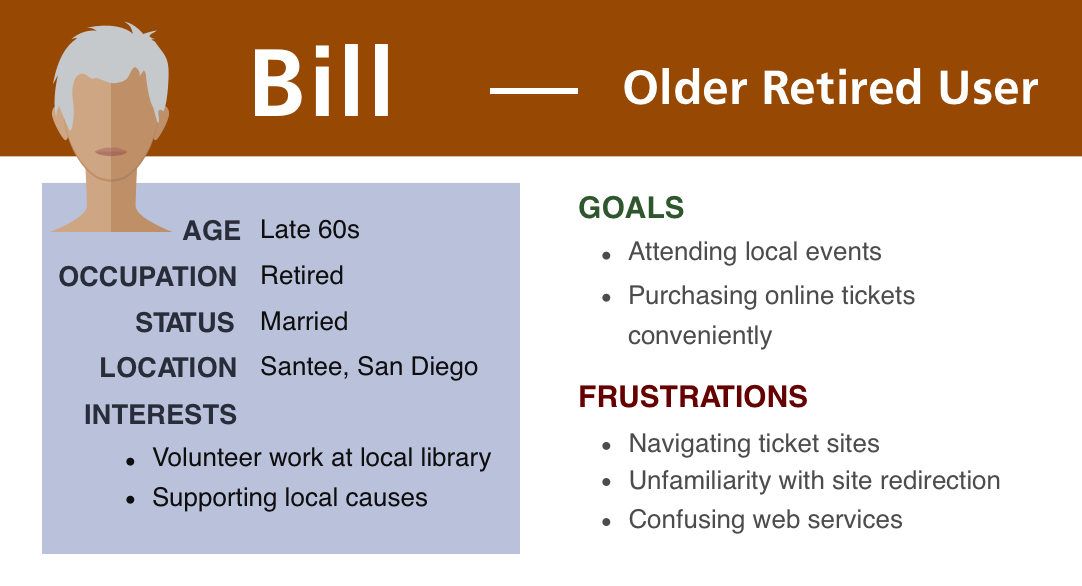 Bill — Older Retired User
AGE Late 60s
OCCUPATION Retired
STATUS Married
LOCATION Santee, San Diego
INTERESTS
• Volunteer work at local library
• Supporting local causes
GOALS
• Attending local events
• Purchasing online tickets
conveniently
FRUSTRATIONS
• Navigating ticket sites
• Unfamiliarity with site redirection
• Confusing web services